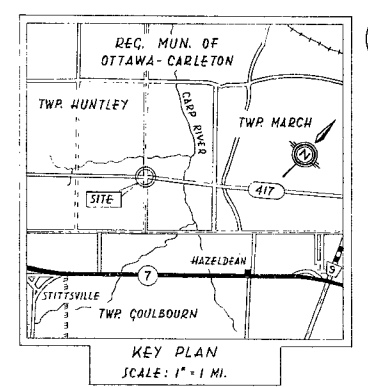 REG. MUN. OF
OTTAWA-CARLETON
TWP. HUNTLEY
CARP RIVER
TWP. MARCH
N
SITE
417
HAZELDEAN
7
9
STITTSVILLE
TWP. GOULBOURN
KEY PLAN
SCALE: 1" = 1 MI.